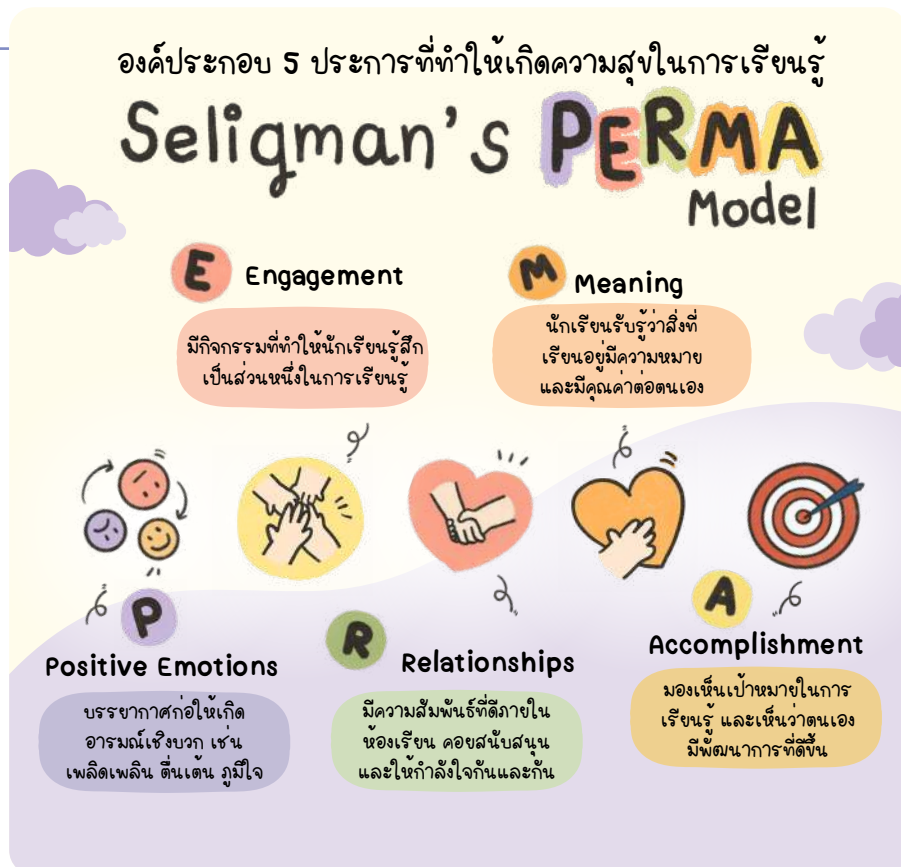 องค์ประกอบ 5 ประการที่ทำให้เกิดความสุขในการเรียนรู้
Seligman's PERMA
Model
E Engagement
มีกิจกรรมที่ทำให้นักเรียนรู้สึก
เป็นส่วนหนึ่งในการเรียนรู้
M Meaning
นักเรียนรับรู้ว่าสิ่งที่
เรียนอยู่มีความหมาย
และมีคุณค่าต่อตนเอง
P
Positive Emotions
บรรยากาศก่อให้เกิด
อารมณ์เชิงบวก เช่น
เพลิดเพลิน ตื่นเต้น ภูมิใจ
R Relationships
มีความสัมพันธ์ที่ดีภายใน
ห้องเรียน คอยสนับสนุน
และให้กำลังใจกันและกัน
A
Accomplishment
มองเห็นเป้าหมายในการ
เรียนรู้ และเห็นว่าตนเอง
มีพัฒนาการที่ดีขึ้น